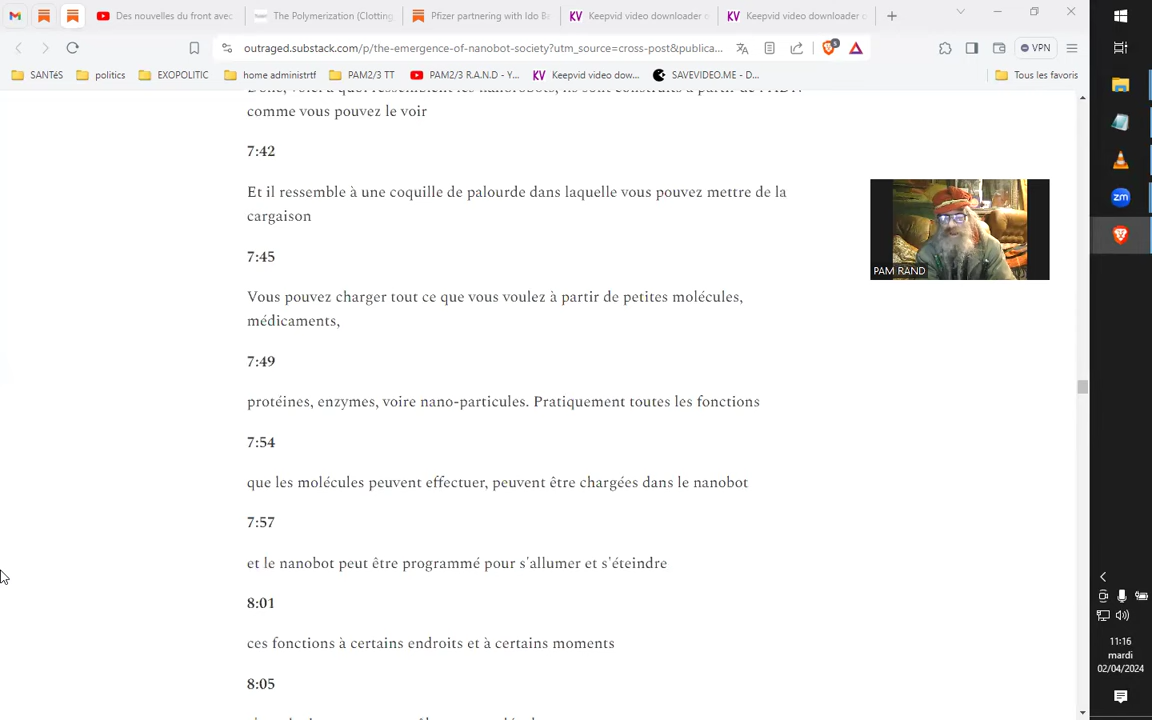 Des nouvelles du front avec
The Polymerization (Clotting,
Pfizer partnering with Ido Be
Keepvid video downloader o
Keepvid video downloader o
outraged.substack.com/p/the-emergence-of-nanobot-society?utm_source=cross-post&publica...
5
VPN
SANTéS
politics
EXOPOLITIC
home administrtf
PAM2/3 TT
PAM2/3 R.A.N.D - Y...
Keepvid video dow...
SAVEVIDEO.ME - D...
Tous les favoris
comme vous pouvez le voir
7:42
Et il ressemble à une coquille de palourde dans laquelle vous pouvez mettre de la
cargaison
7:45
Vous pouvez charger tout ce que vous voulez à partir de petites molécules,
médicaments,
7:49
protéines, enzymes, voire nano-particules. Pratiquement toutes les fonctions
7:54
que les molécules peuvent effectuer, peuvent être chargées dans le nanobot
7:57
et le nanobot peut être programmé pour s'allumer et s'éteindre
8:01
ces fonctions à certains endroits et à certains moments
8:05
PAM RAND
zm
11:16
mardi
02/04/2024